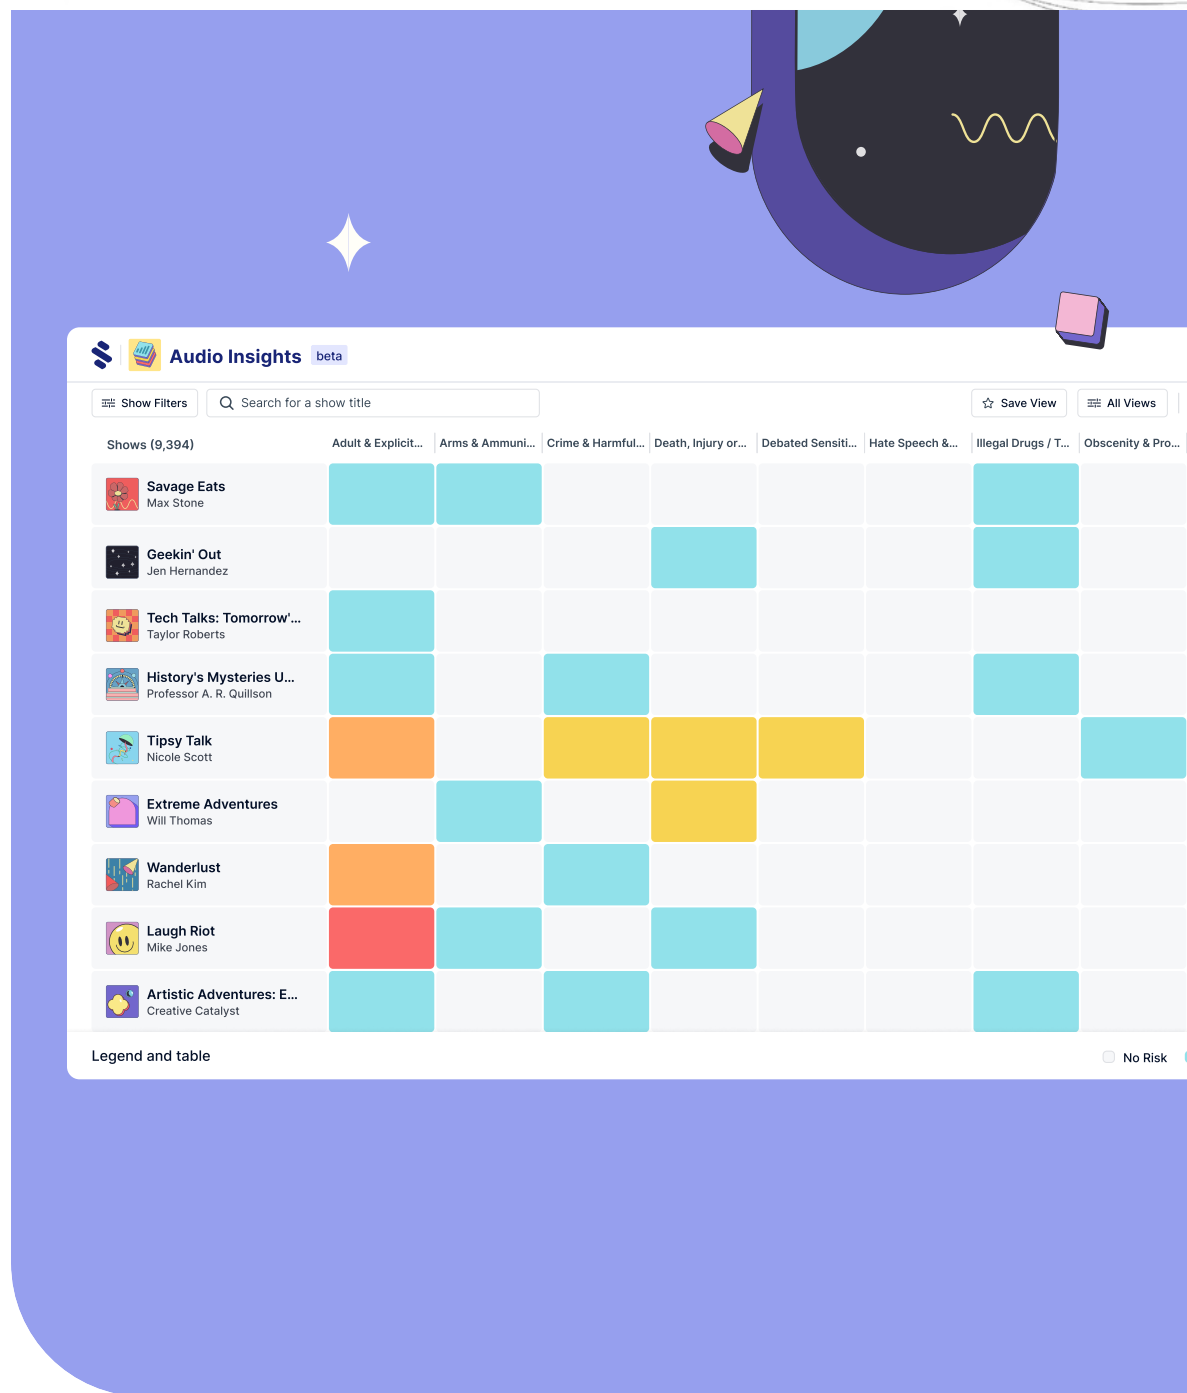 Audio Insights beta
Show Filters
Search for a show title
Save View
All Views
Shows (9,394)
Adult & Explicit...
Arms & Ammuni...
Crime & Harmful...
Death, Injury or...
Debated Sensiti...
Hate Speech &...
Illegal Drugs / T...
Obscenity & Pro...
Savage Eats
Max Stone
Geekin' Out
Jen Hernandez
Tech Talks: Tomorrow'...
Taylor Roberts
History's Mysteries U...
Professor A. R. Quillson
Tipsy Talk
Nicole Scott
Extreme Adventures
Will Thomas
Wanderlust
Rachel Kim
Laugh Riot
Mike Jones
Artistic Adventures: E...
Creative Catalyst
Legend and table
No Risk